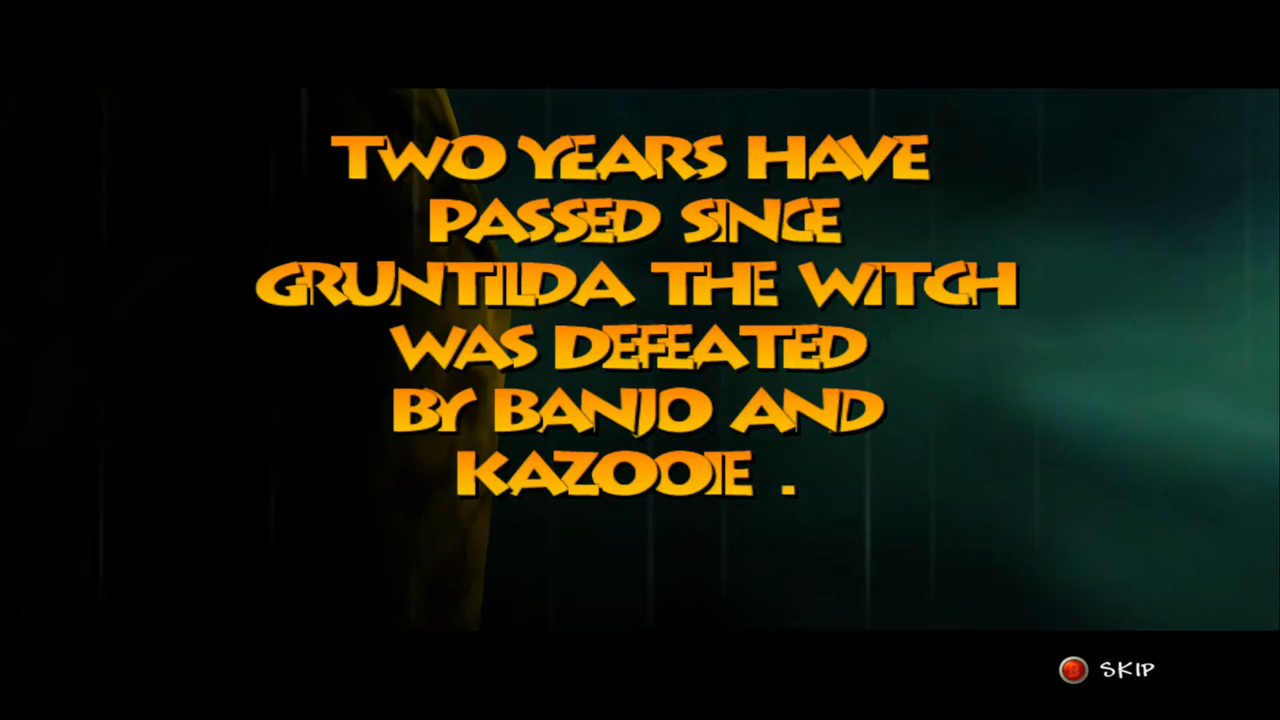 TWO YEARS HAVE
PASSED SINCE
GRUNTILDA THE WITCH
WAS DEFEATED
BY BANJO AND
KAZOOIE .
B SKIP